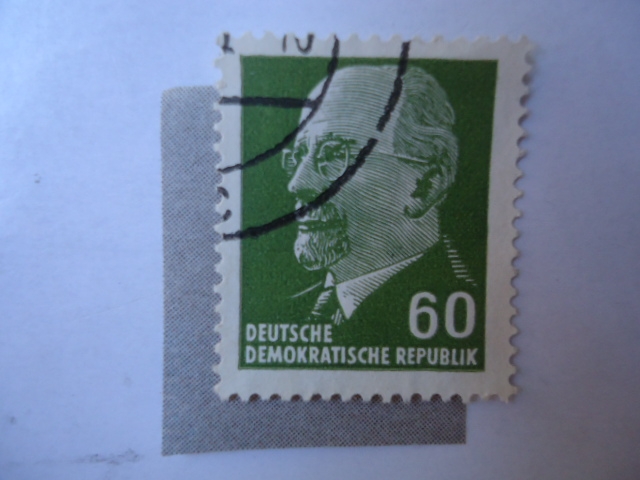 60
DEUTSCHE
DEMOKRATISCHE REPUBLIK